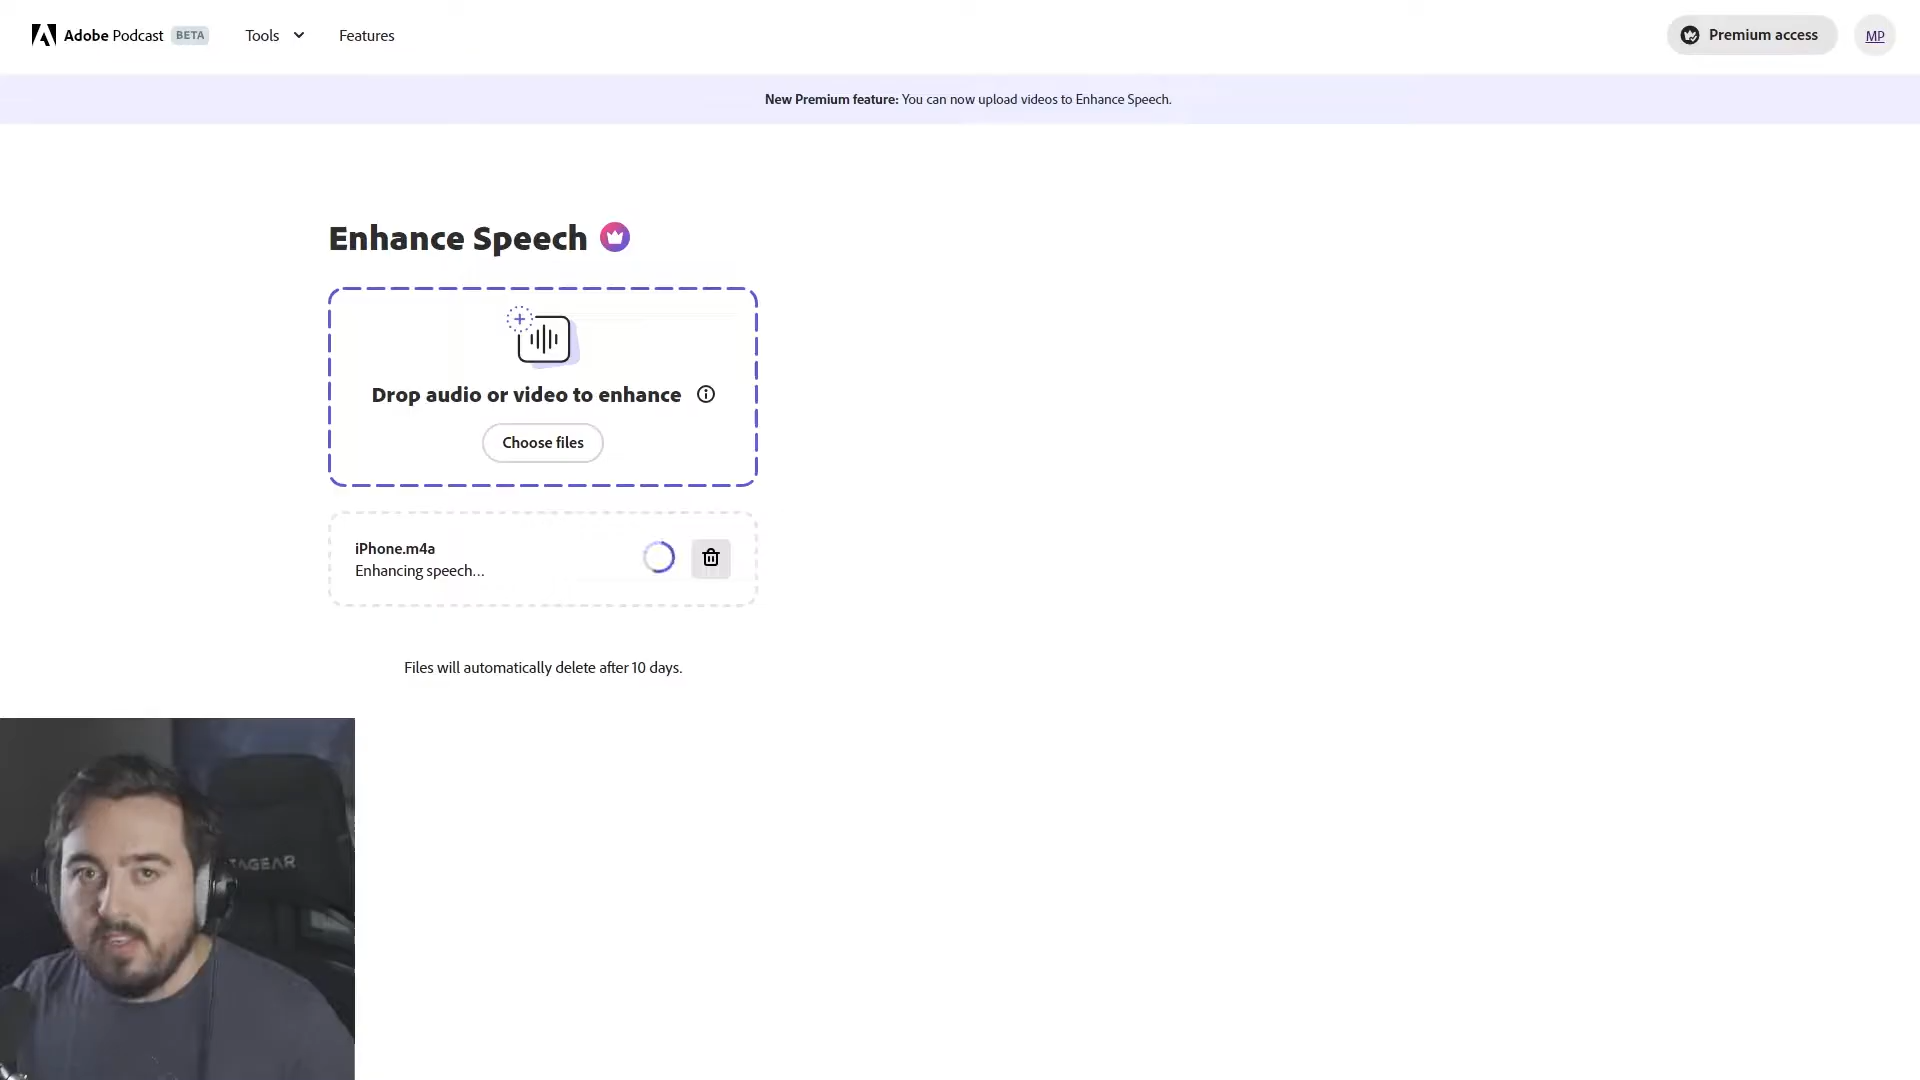 Adobe Podcast BETA
Tools
Features
Premium access
MP
New Premium feature: You can now upload videos to Enhance Speech.
Enhance Speech
Drop audio or video to enhance
Choose files
iPhone.m4a
Enhancing speech...
Files will automatically delete after 10 days.